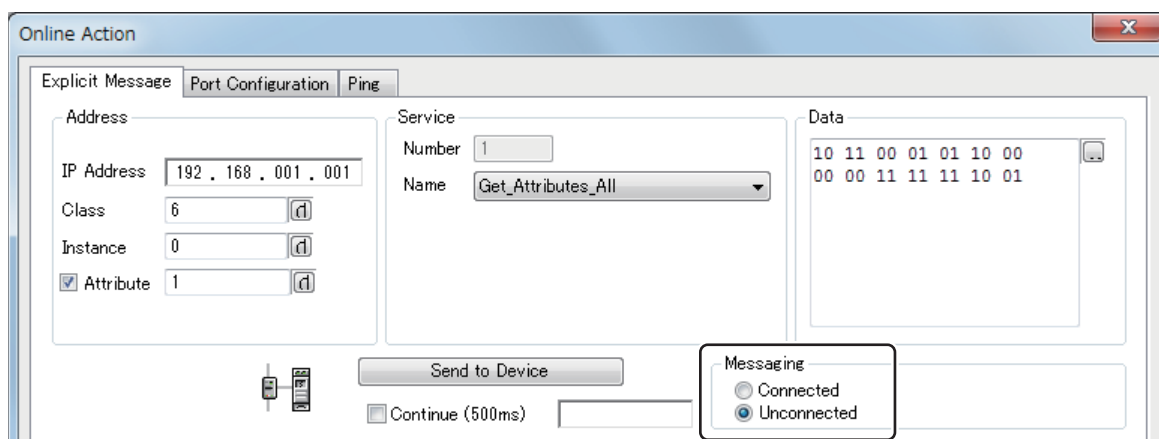 Online Action
X
Explicit Message Port Configuration Ping
Address
IP Address 192 . 168 . 001 . 001
Class 6 d
Instance 0 d
Attribute 1 d
Service
Number 1
Name Get_Attributes_All
Data
10 11 00 01 01 10 00
00 00 11 11 11 10 01
...
Send to Device
Continue (500ms)
Messaging
Connected
Unconnected